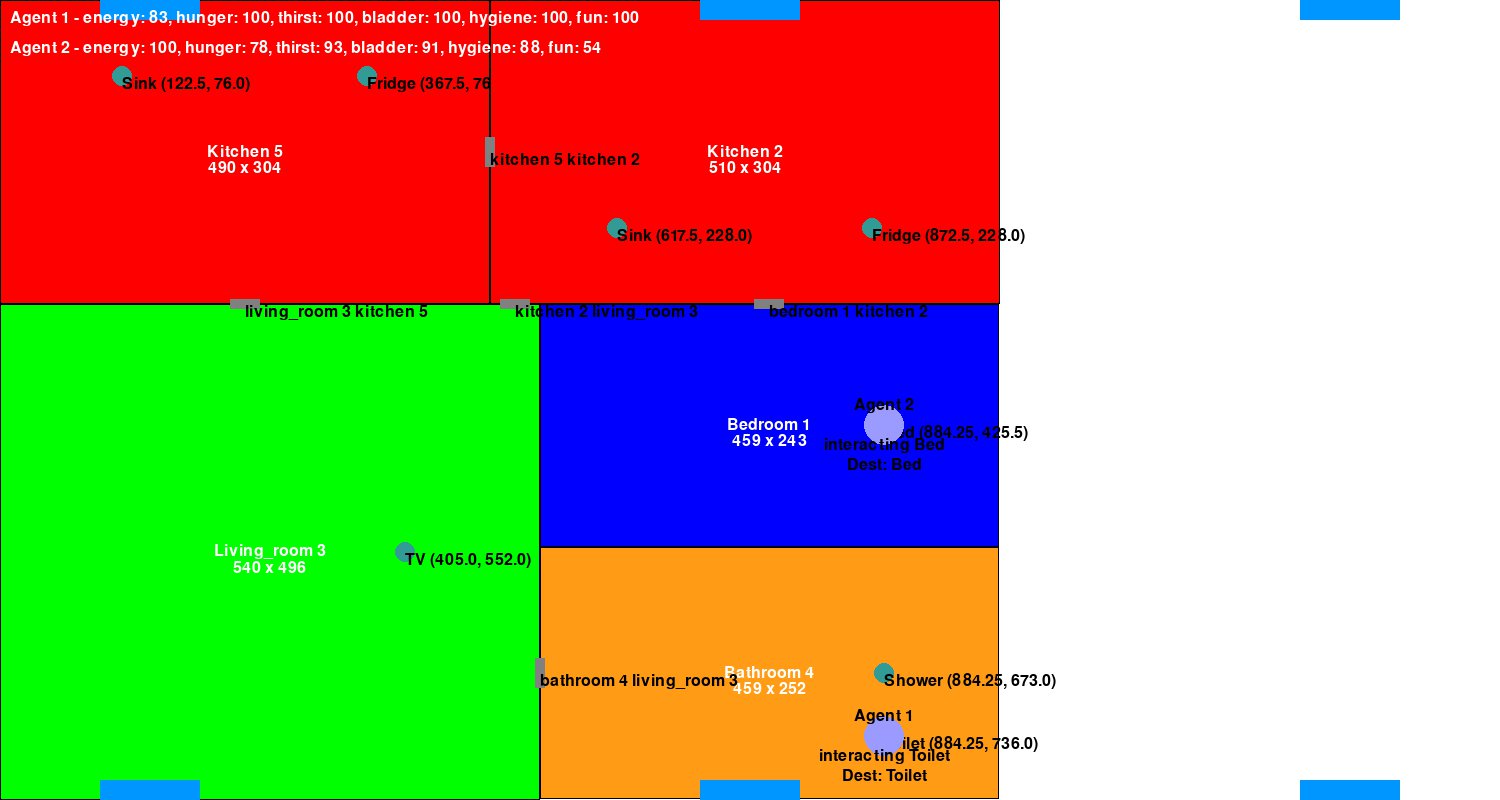 Agent 1 - energy: 83, hunger: 100, thirst: 100, bladder: 100, hygiene: 100, fun: 100
Agent 2 - energy: 100, hunger: 78, thirst: 93, bladder: 91, hygiene: 88, fun: 54
Sink (122.5, 76.0)
Fridge (367.5, 76
Kitchen 5
490 x 304
kitchen 5 kitchen 2
Kitchen 2
510 x 304
Sink (617.5, 228.0)
Fridge (872.5, 228.0)
living_room 3 kitchen 5
kitchen 2 living_room 3
bedroom 1 kitchen 2
Agent 2
Bedroom 1
459 x 243
d (884.25, 425.5)
interacting Bed
Dest: Bed
Living_room 3
540 x 496
TV (405.0, 552.0)
bathroom 4 living_room 3
Bathroom 4
459 x 252
Shower (884.25, 673.0)
Agent 1
ilet (884.25, 736.0)
interacting Toilet
Dest: Toilet